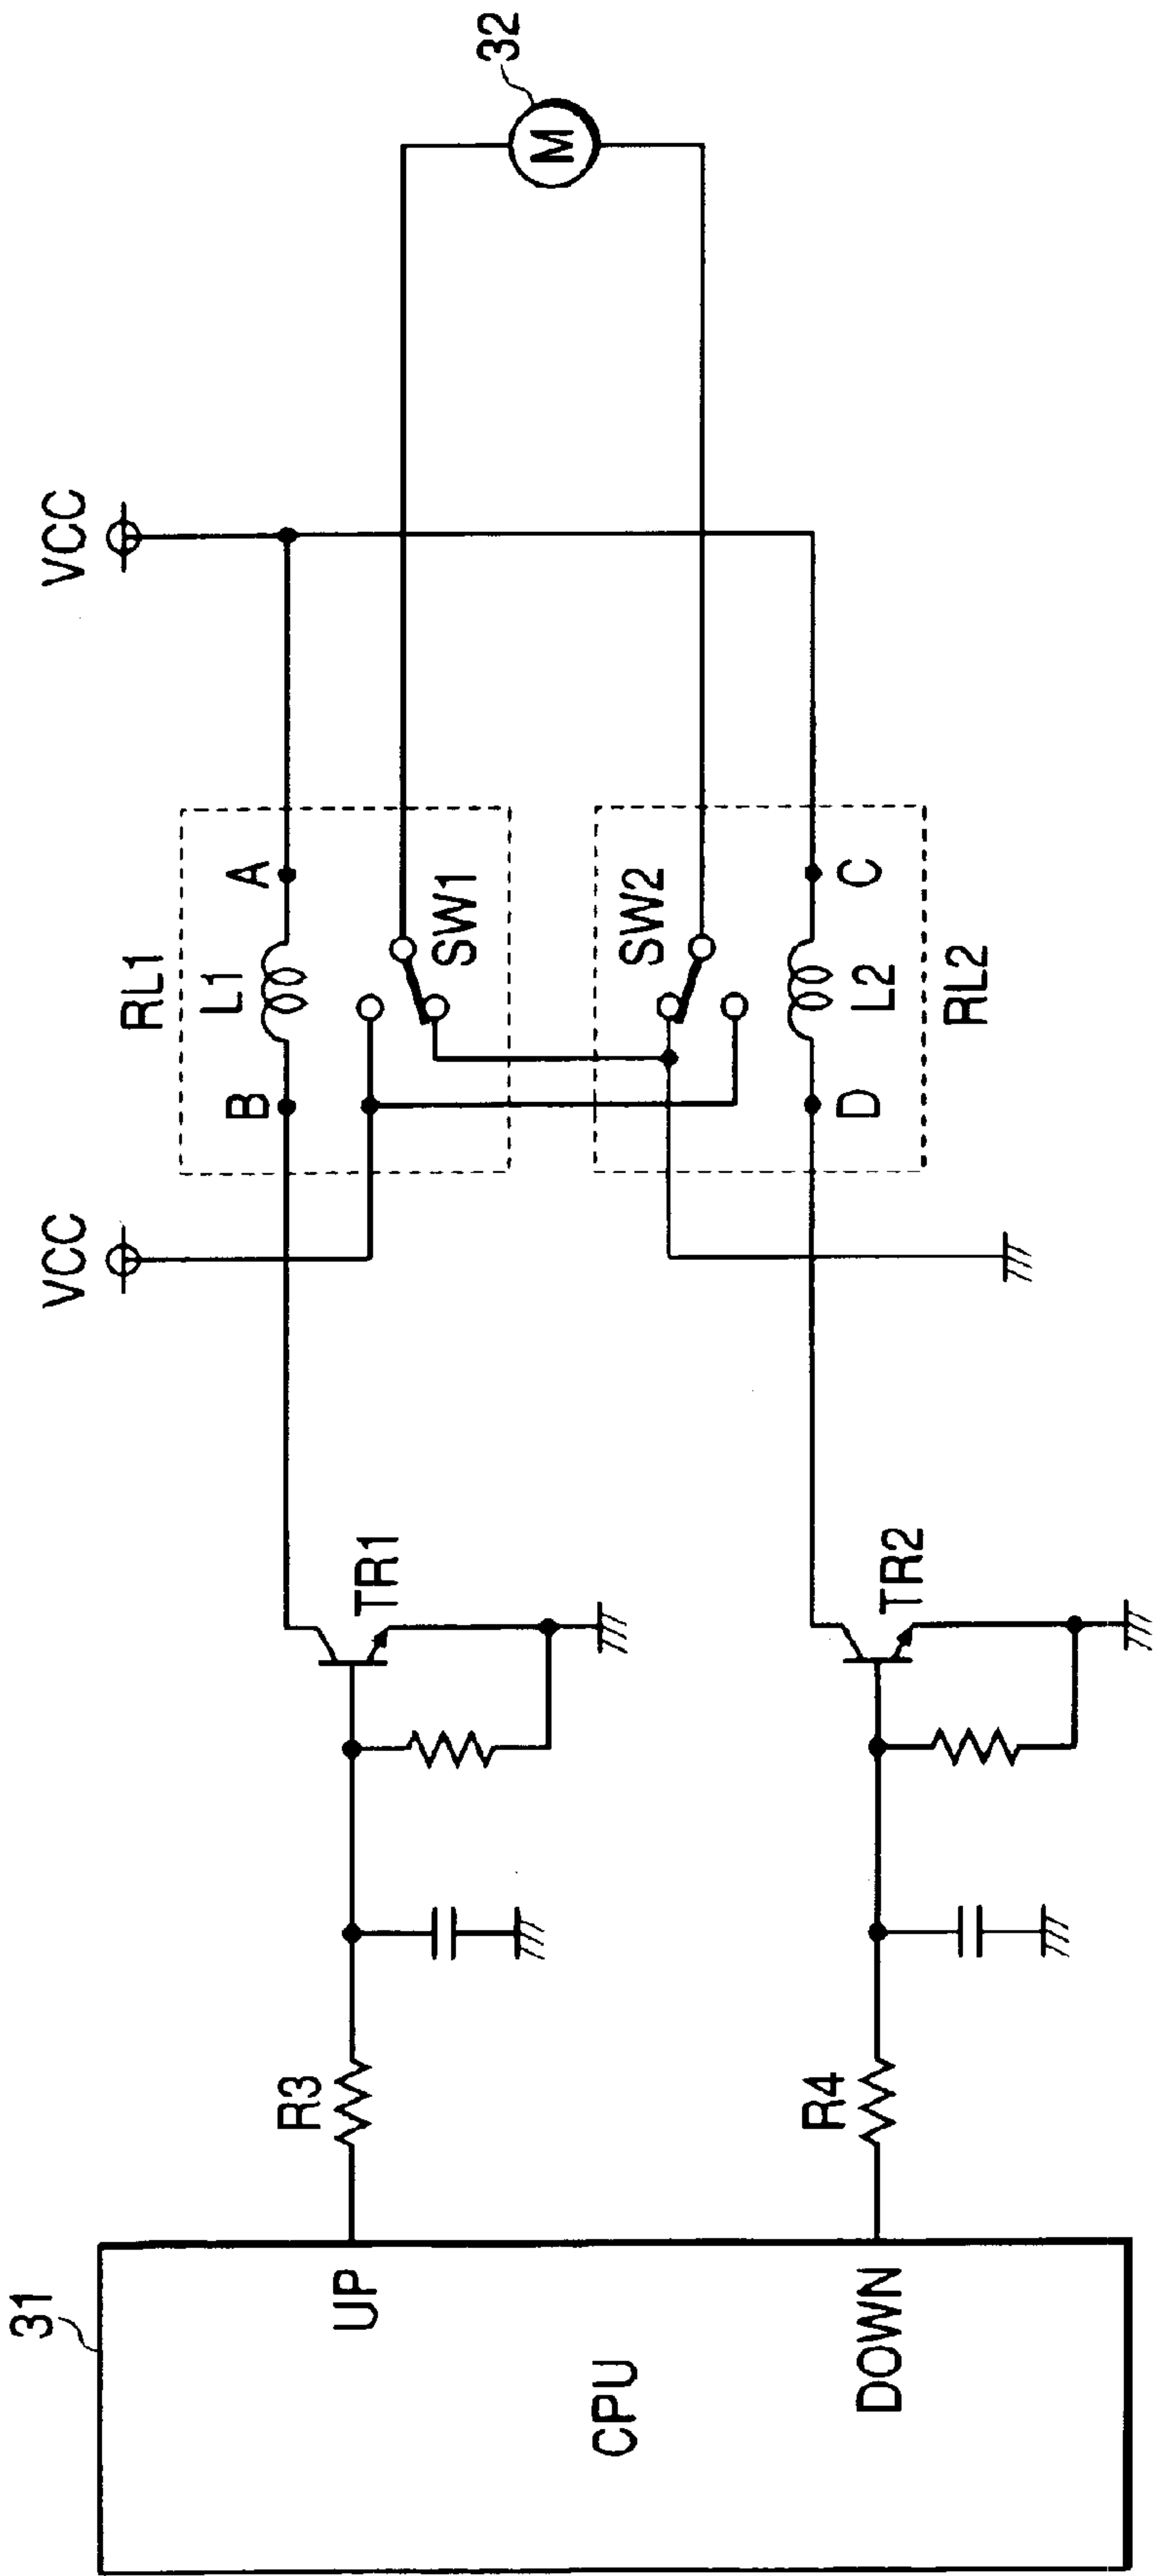 31
CPU
UP
DOWN
R3
R4
TR1
TR2
VCC
VCC
RL1
L1
A
B
SW1
SW2
L2
C
D
RL2
M
32